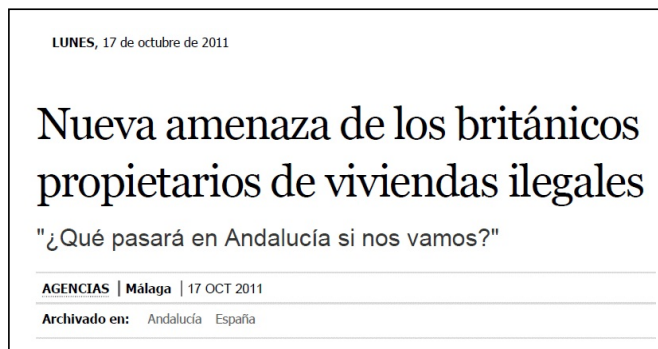 LUNES, 17 de octubre de 2011
Nueva amenaza de los británicos
propietarios de viviendas ilegales
"¿Qué pasará en Andalucía si nos vamos?"
AGENCIAS | Málaga | 17 OCT 2011
Archivado en: Andalucía España